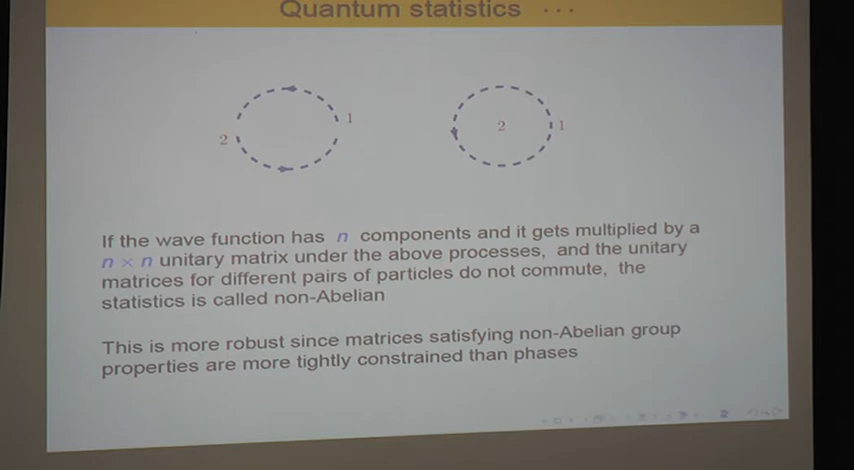 Quantum statistics ...
1
2
2
1
If the wave function has n components and it gets multiplied by a
n × n unitary matrix under the above processes, and the unitary
matrices for different pairs of particles do not commute, the
statistics is called non-Abelian
This is more robust since matrices satisfying non-Abelian group
properties are more tightly constrained than phases